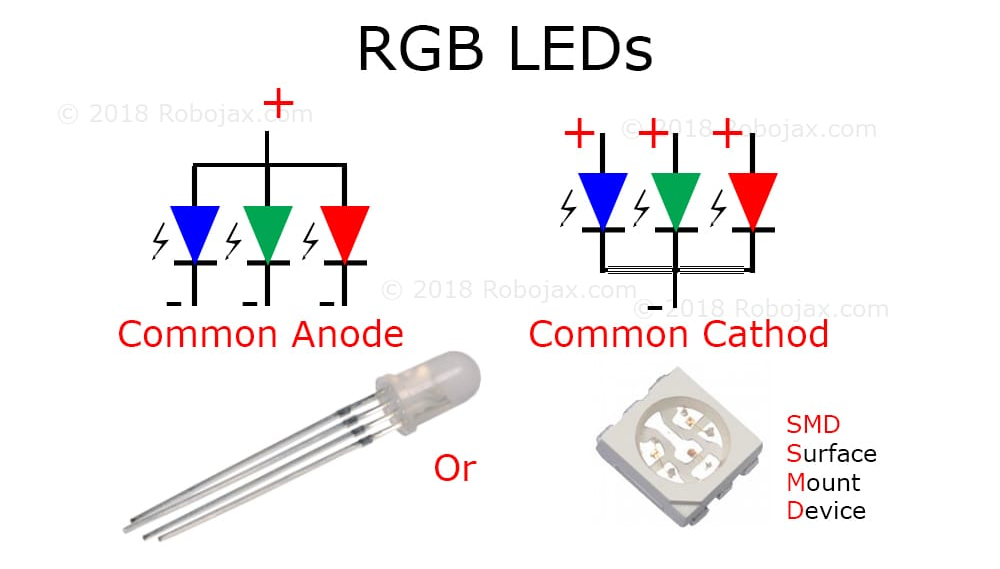 RGB LEDs
© 2018 Robojax.com
+
+ + +
© 2018 Robojax.com
© 2018 Robojax.com
- - -
-
© 2018 Robojax.com
Common Anode
Common Cathod
Or
SMD
Surface
Mount
Device